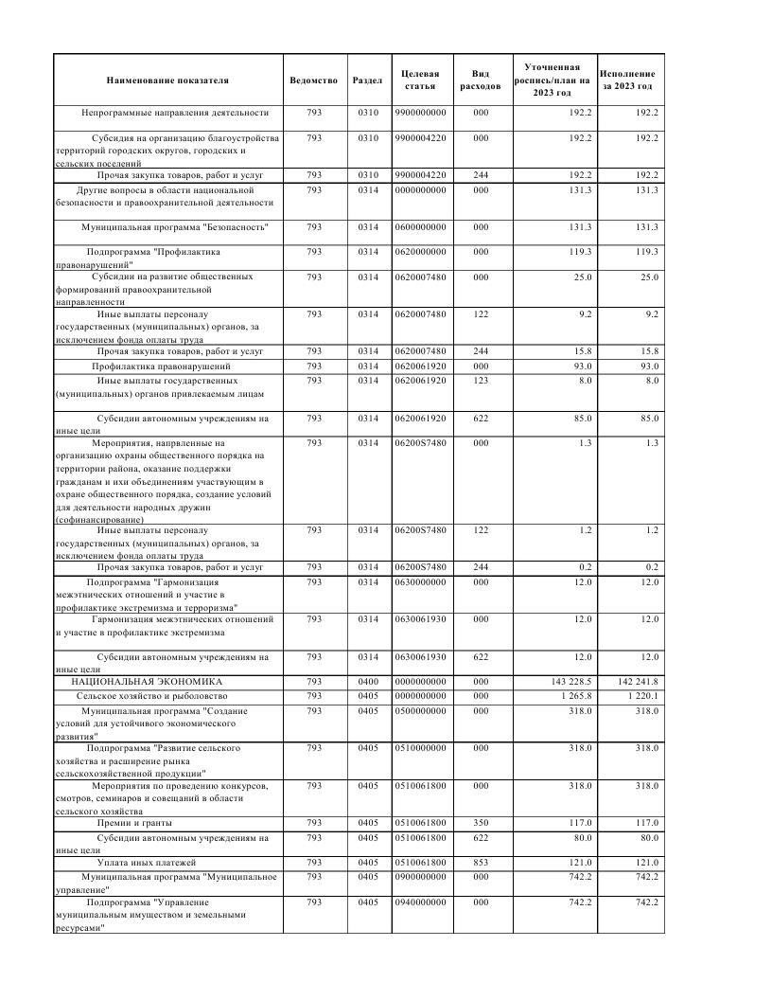 Наименование показателя Ведомство Раздел Целевая статья Вид расходов Уточненная роспись/план на 2023 год Исполнение за 2023 год
Непрограммные направления деятельности 793 0310 9900000000 000 192.2 192.2
Субсидия на организацию благоустройства 793 0310 9900004220 000 192.2 192.2
территорий городских округов, городских и
сельских поселений
Прочая закупка товаров, работ и услуг 793 0310 9900004220 244 192.2 192.2
Другие вопросы в области национальной 793 0314 0000000000 000 131.3 131.3
безопасности и правоохранительной деятельности
Муниципальная программа "Безопасность" 793 0314 0600000000 000 131.3 131.3
Подпрограмма "Профилактика 793 0314 0620000000 000 119.3 119.3
правонарушений"
Субсидии на развитие общественных 793 0314 0620007480 000 25.0 25.0
формирований правоохранительной
направленности
Иные выплаты персоналу 793 0314 0620007480 122 9.2 9.2
государственных (муниципальных) органов, за
исключением фонда оплаты труда
Прочая закупка товаров, работ и услуг 793 0314 0620007480 244 15.8 15.8
Профилактика правонарушений 793 0314 0620061920 000 93.0 93.0
Иные выплаты государственных 793 0314 0620061920 123 8.0 8.0
(муниципальных) органов привлекаемым лицам
Субсидии автономным учреждениям на 793 0314 0620061920 622 85.0 85.0
иные цели
Мероприятия, напрвленные на 793 0314 06200S7480 000 1.3 1.3
организацию охраны общественного порядка на
территории района, оказание поддержки
гражданам и ихи объединениям участвующим в
охране общественного порядка, создание условий
для деятельности народных дружин
(софинансирование)
Иные выплаты персоналу 793 0314 06200S7480 122 1.2 1.2
государственных (муниципальных) органов, за
исключением фонда оплаты труда
Прочая закупка товаров, работ и услуг 793 0314 06200S7480 244 0.2 0.2
Подпрограмма "Гармонизация 793 0314 0630000000 000 12.0 12.0
межэтнических отношений и участие в
профилактике экстремизма и терроризма"
Гармонизация межэтнических отношений 793 0314 0630061930 000 12.0 12.0
и участие в профилактике экстремизма
Субсидии автономным учреждениям на 793 0314 0630061930 622 12.0 12.0
иные цели
НАЦИОНАЛЬНАЯ ЭКОНОМИКА 793 0400 0000000000 000 143 228.5 142 241.8
Сельское хозяйство и рыболовство 793 0405 0000000000 000 1 265.8 1 220.1
Муниципальная программа "Создание 793 0405 0500000000 000 318.0 318.0
условий для устойчивого экономического
развития"
Подпрограмма "Развитие сельского 793 0405 0510000000 000 318.0 318.0
хозяйства и расширение рынка
сельскохозяйственной продукции"
Мероприятия по проведению конкурсов, 793 0405 0510061800 000 318.0 318.0
смотров, семинаров и совещаний в области
сельского хозяйства
Премии и гранты 793 0405 0510061800 350 117.0 117.0
Субсидии автономным учреждениям на 793 0405 0510061800 622 80.0 80.0
иные цели
Уплата иных платежей 793 0405 0510061800 853 121.0 121.0
Муниципальная программа "Муниципальное 793 0405 0900000000 000 742.2 742.2
управление"
Подпрограмма "Управление 793 0405 0940000000 000 742.2 742.2
муниципальным имуществом и земельными
ресурсами"